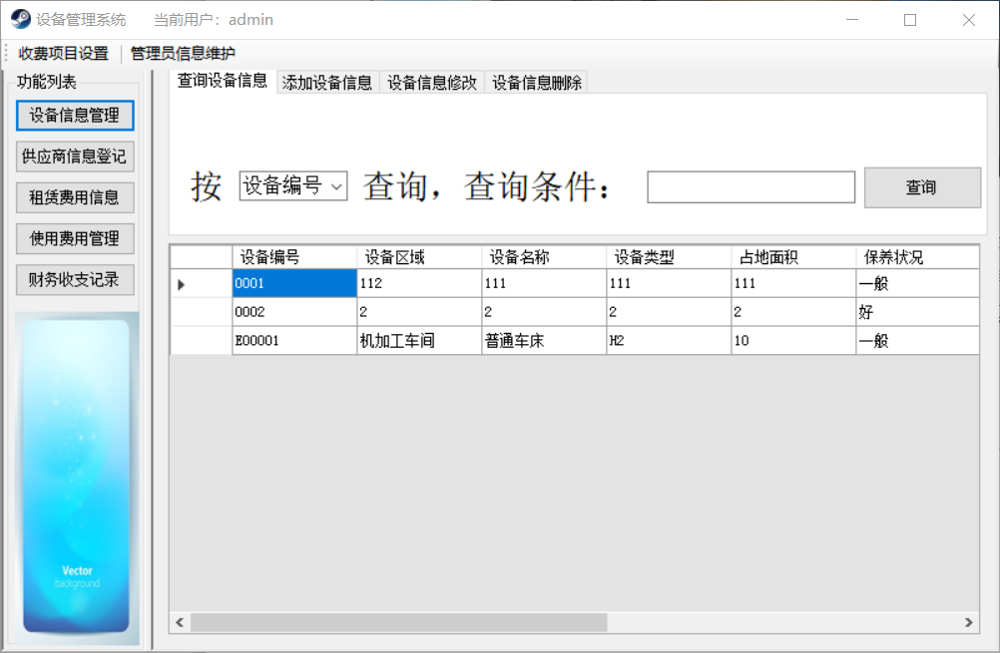 设备管理系统 当前用户：admin
收费项目设置 管理员信息维护
功能列表
设备信息管理
供应商信息登记
租赁费用信息
使用费用管理
财务收支记录
Vector
background
查询设备信息 添加设备信息 设备信息修改 设备信息删除
按 设备编号 查询，查询条件： 查询
设备编号 设备区域 设备名称 设备类型 占地面积 保养状况
0001 112 111 111 111 一般
0002 2 2 2 2 好
E00001 机加工车间 普通车床 H2 10 一般